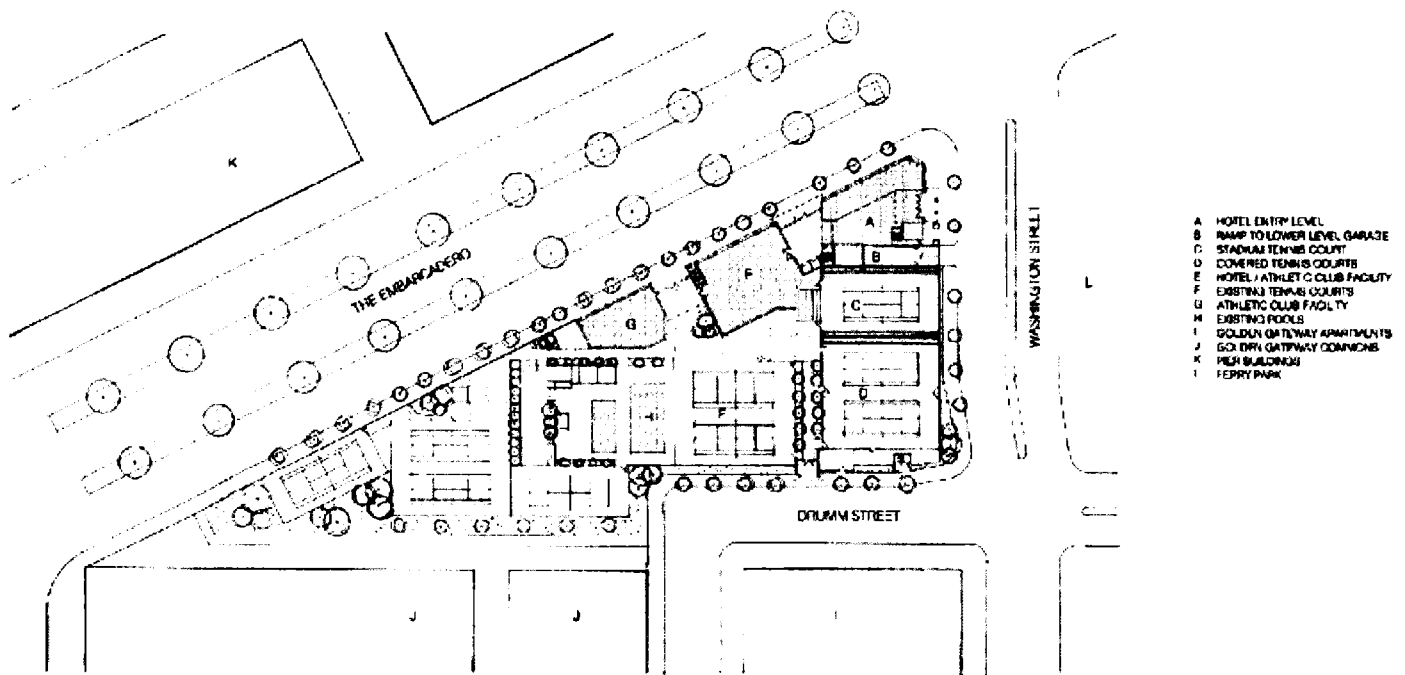 K
THE EMBARCADERO
A
B
F
C
G
WASHINGTON STREET
L
D
F
H
DRUMM STREET
J
J
I
A HOTEL ENTRY LEVEL
B RAMP TO LOWER LEVEL GARAGE
C STADIUM TENNIS COURT
D COVERED TENNIS COURTS
E HOTEL / ATHLETIC CLUB FACILITY
F EXISTING TENNIS COURTS
G ATHLETIC CLUB FACILITY
H EXISTING POOLS
I GOLDEN GATEWAY APARTMENTS
J GOLDEN GATEWAY COMMONS
K PIER BUILDINGS
L FERRY PARK